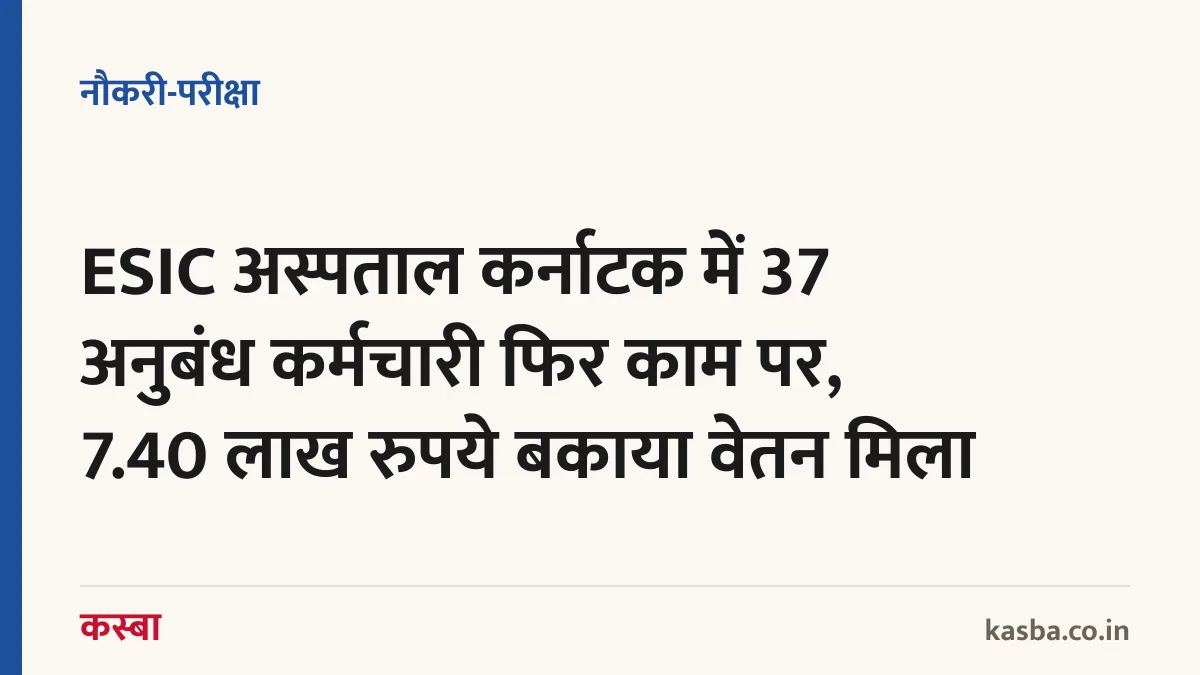 नौकरी-परीक्षा
ESIC अस्पताल कर्नाटक में 37
अनुबंध कर्मचारी फिर काम पर,
7.40 लाख रुपये बकाया वेतन मिला
कस्बा
kasba.co.in